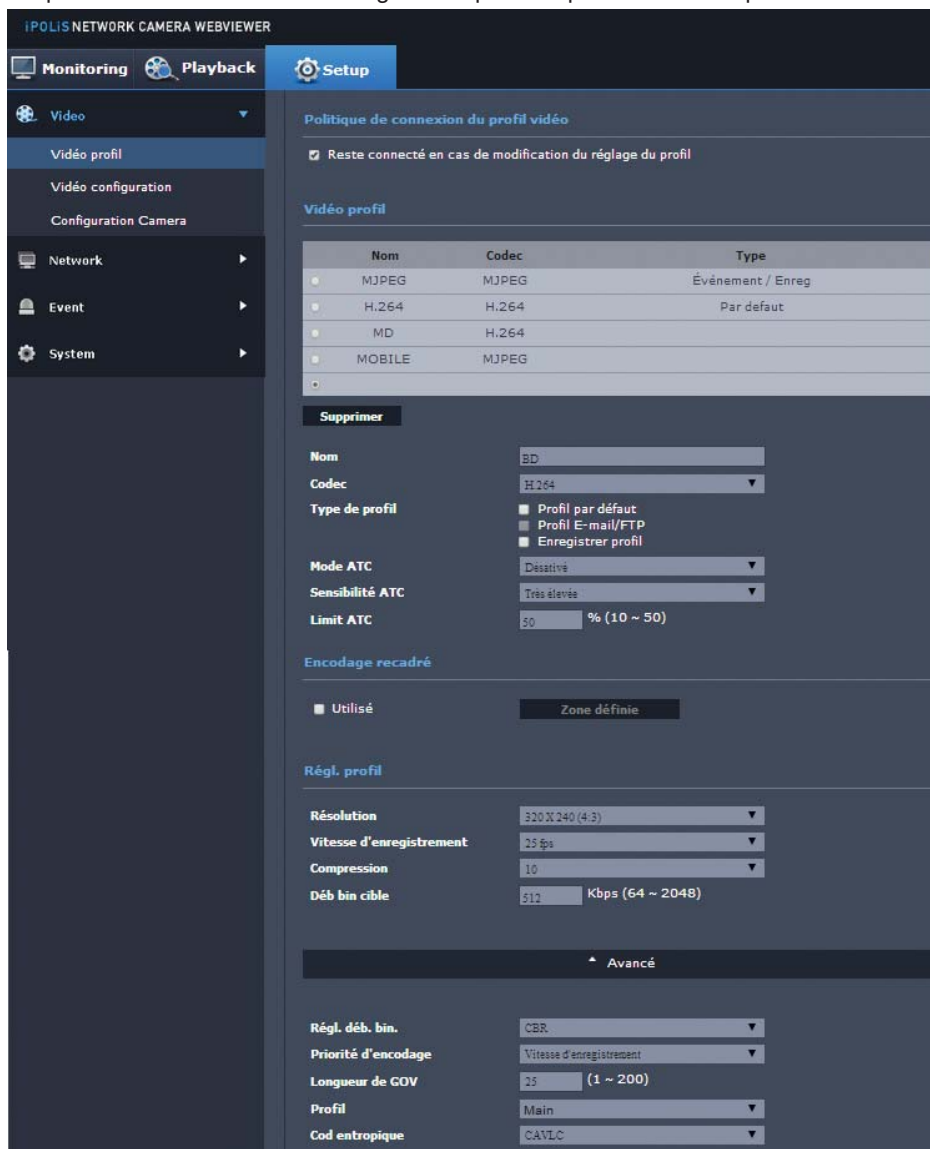 iPOLiS NETWORK CAMERA WEBVIEWER
Monitoring Playback Setup
Video
Vidéo profil
Vidéo configuration
Configuration Camera
Network
Event
System
Politique de connexion du profil vidéo
Reste connecté en cas de modification du réglage du profil
Vidéo profil
Nom Codec Type
MJPEG MJPEG Événement / Enreg
H.264 H.264 Par defaut
MD H.264
MOBILE MJPEG
Supprimer
Nom BD
Codec H.264
Type de profil Profil par défaut
Profil E-mail/FTP
Enregistrer profil
Mode ATC Désativé
Sensibilité ATC Très élevée
Limit ATC 50 % (10 ~ 50)
Encodage recadré
Utilisé Zone définie
Régl. profil
Résolution 320 X 240 (4:3)
Vitesse d'enregistrement 25 fps
Compression 10
Déb bin cible 512 Kbps (64 ~ 2048)
Avancé
Régl. déb. bin. CBR
Priorité d'encodage Vitesse d'enregistrement
Longueur de GOV 25 (1 ~ 200)
Profil Main
Cod entropique CAVLC